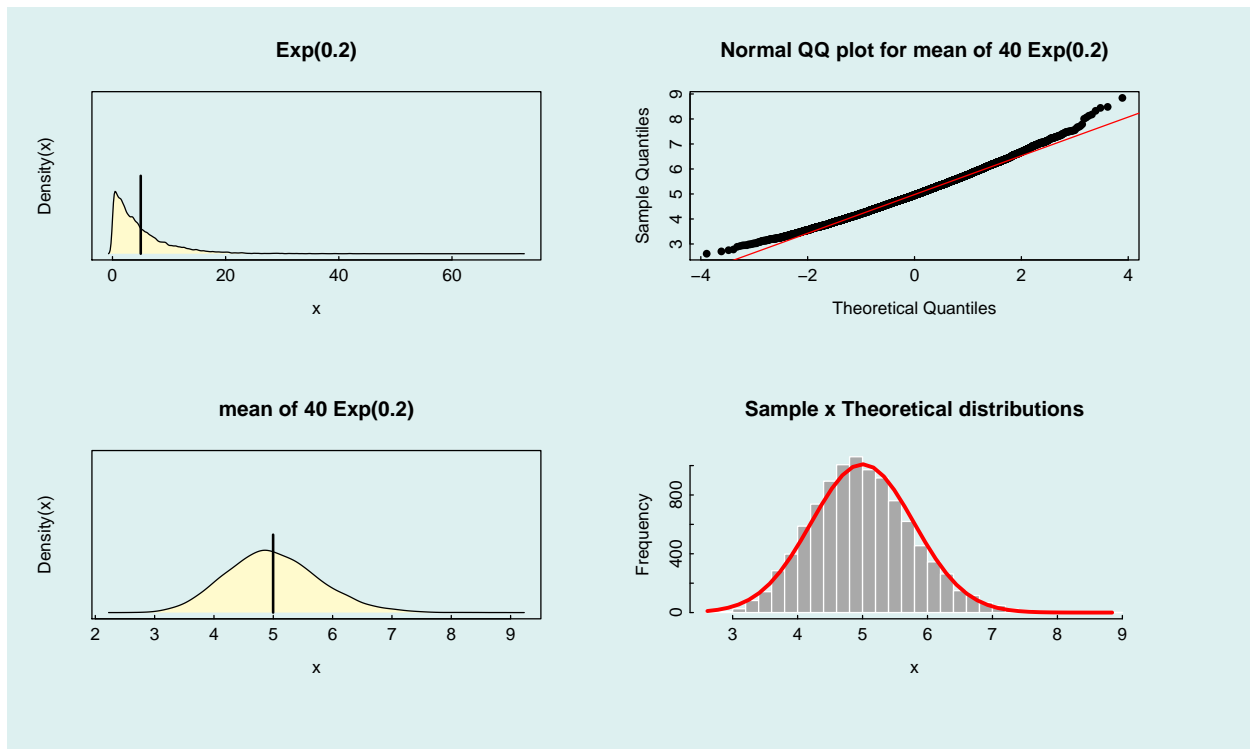 Exp(0.2)
Density(x)
0 20 40 60
x
Normal QQ plot for mean of 40 Exp(0.2)
Sample Quantiles
3 4 5 6 7 8 9
−4 −2 0 2 4
Theoretical Quantiles
mean of 40 Exp(0.2)
Density(x)
2 3 4 5 6 7 8 9
x
Sample x Theoretical distributions
Frequency
0 400 800
3 4 5 6 7 8 9
x